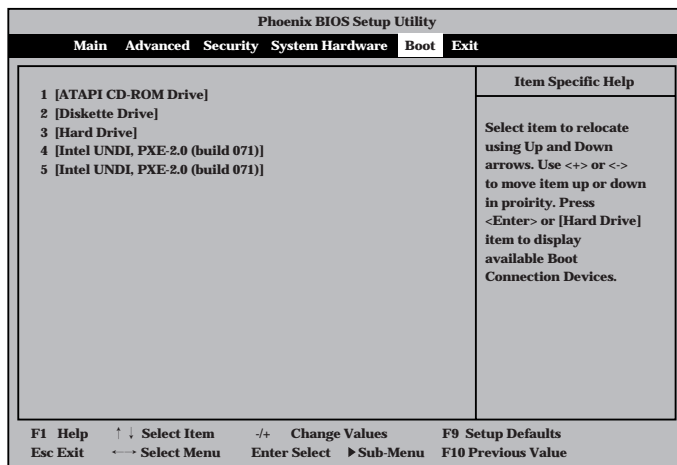 Phoenix BIOS Setup Utility
Main Advanced Security System Hardware Boot Exit
1 [ATAPI CD-ROM Drive]
2 [Diskette Drive]
3 [Hard Drive]
4 [Intel UNDI, PXE-2.0 (build 071)]
5 [Intel UNDI, PXE-2.0 (build 071)]
Item Specific Help
Select item to relocate
using Up and Down
arrows. Use <+> or <->
to move item up or down
in proirity. Press
<Enter> or [Hard Drive]
item to display
available Boot
Connection Devices.
F1 Help ↑↓ Select Item -/+ Change Values F9 Setup Defaults
Esc Exit ←→ Select Menu Enter Select ▶Sub-Menu F10 Previous Value